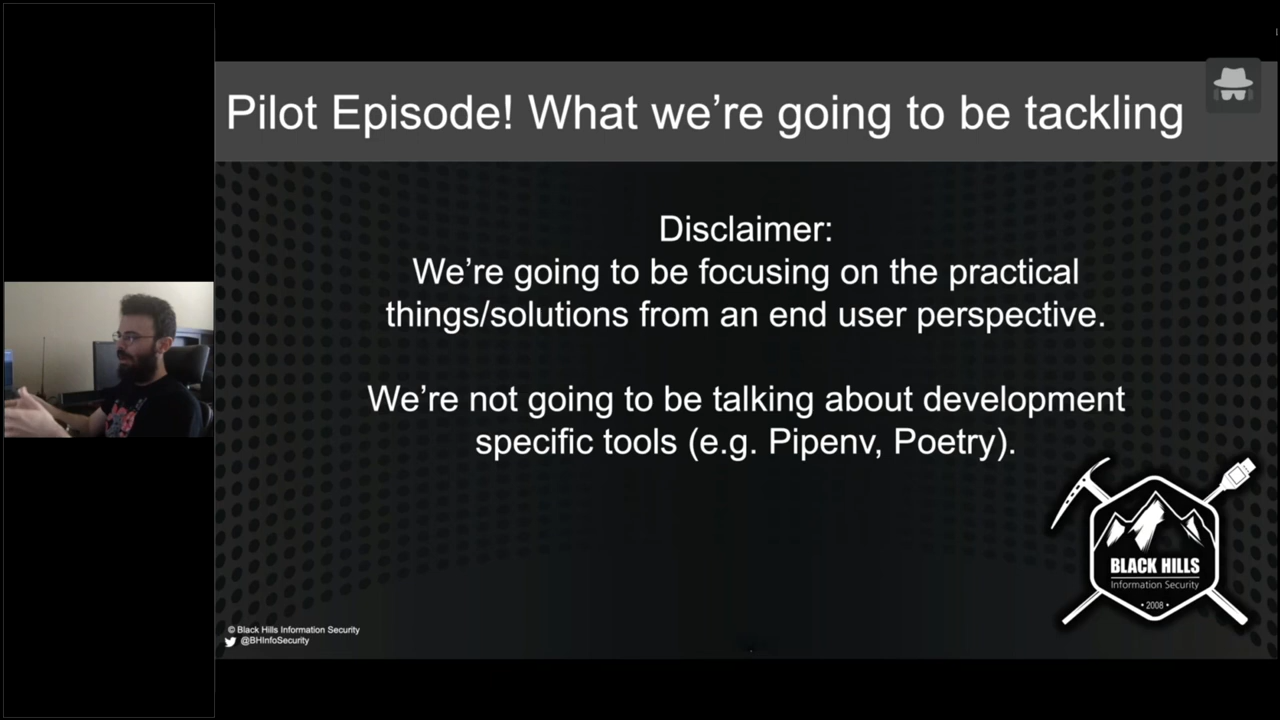 Pilot Episode! What we're going to be tackling
Disclaimer:
We're going to be focusing on the practical
things/solutions from an end user perspective.
We're not going to be talking about development
specific tools (e.g. Pipenv, Poetry).
BLACK HILLS
Information Security
• 2008 •
© Black Hills Information Security
@BHInfoSecurity